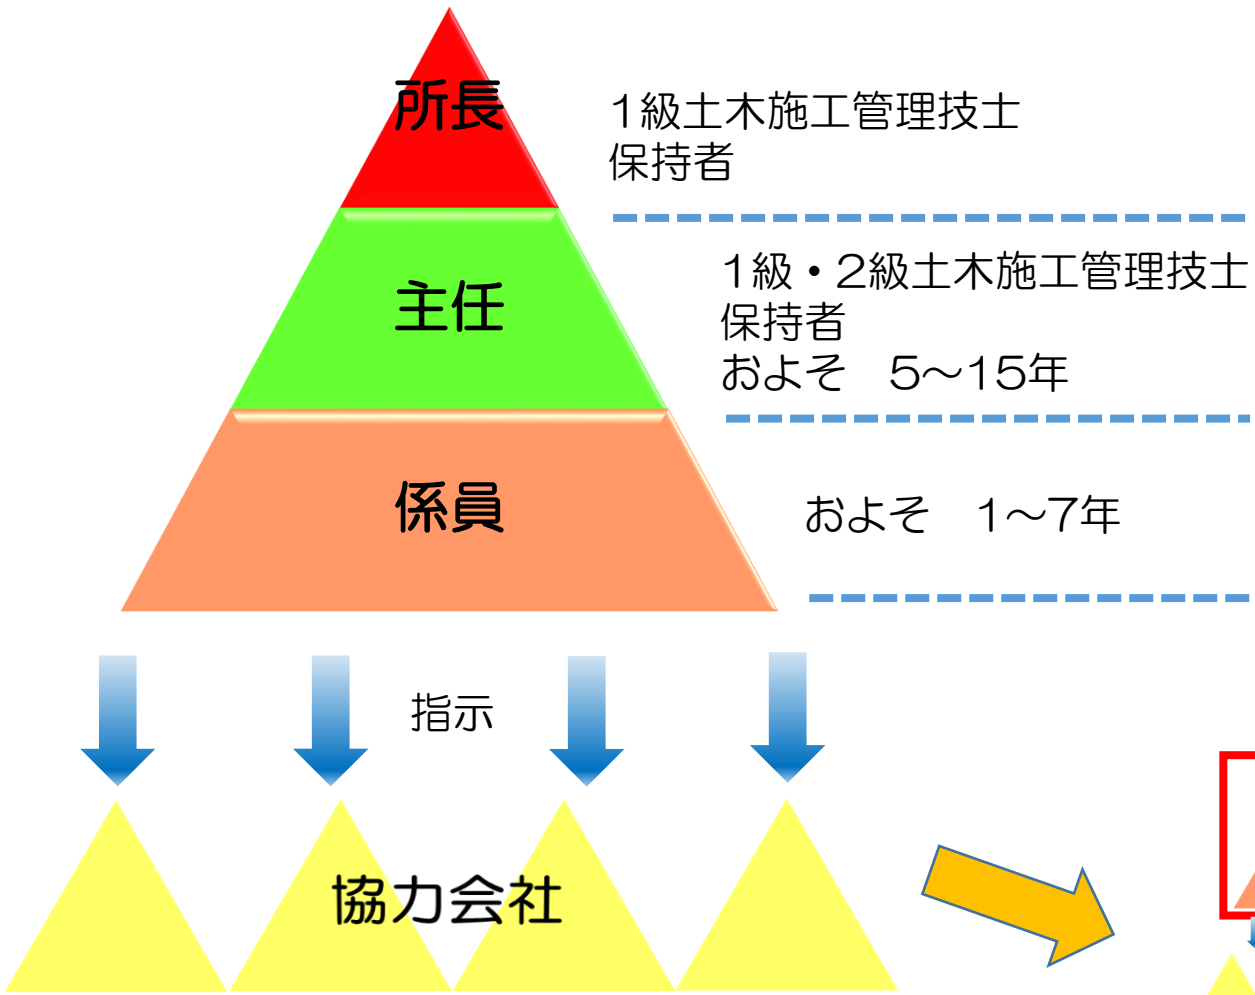 所長
1級土木施工管理技士
保持者
主任
1級・2級土木施工管理技士
保持者
およそ　5～15年
係員
およそ　1～7年
指示
協力会社